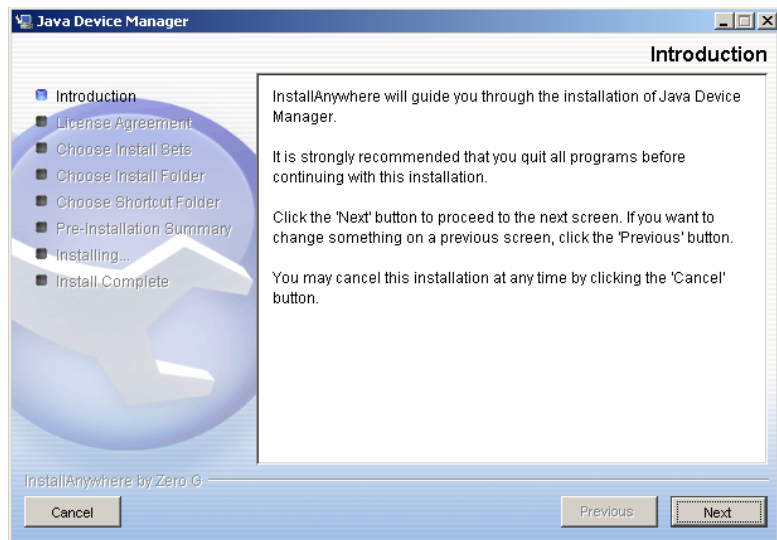 Java Device Manager
Introduction
Introduction
License Agreement
Choose Install Sets
Choose Install Folder
Choose Shortcut Folder
Pre-Installation Summary
Installing...
Install Complete
InstallAnywhere will guide you through the installation of Java Device
Manager.
It is strongly recommended that you quit all programs before
continuing with this installation.
Click the 'Next' button to proceed to the next screen. If you want to
change something on a previous screen, click the 'Previous' button.
You may cancel this installation at any time by clicking the 'Cancel'
button.
InstallAnywhere by Zero G
Cancel
Previous
Next